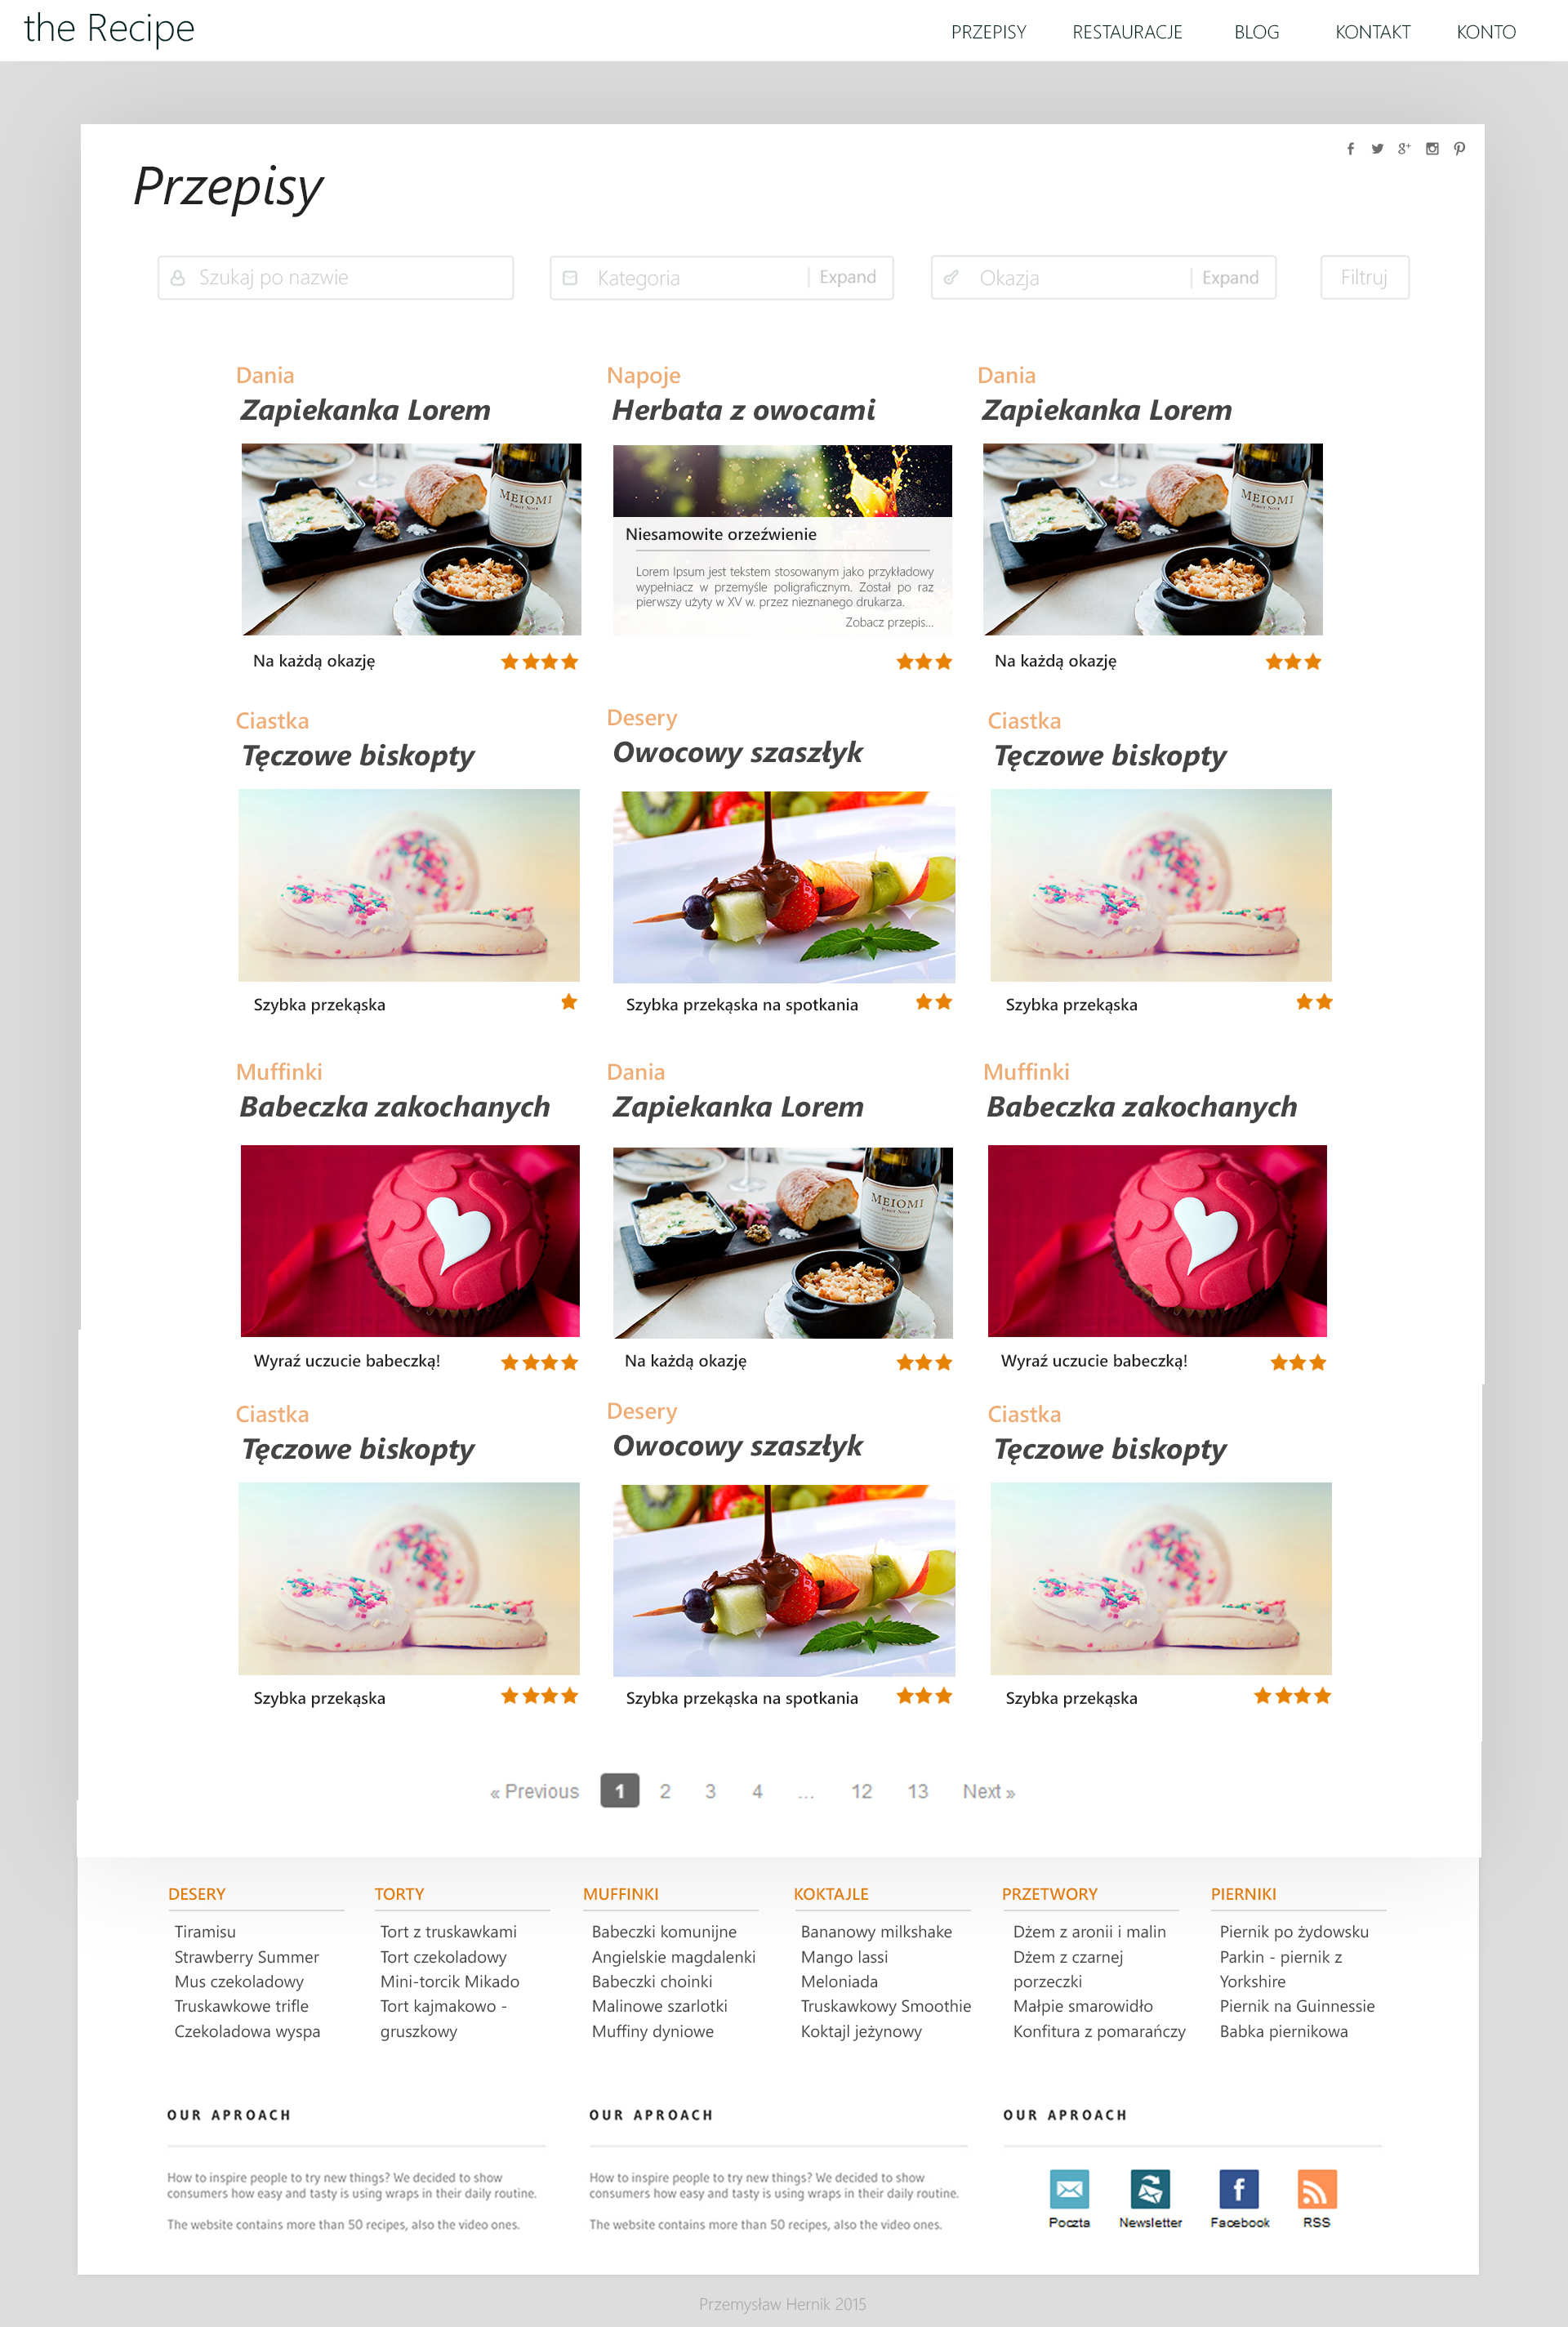 the Recipe
PRZEPISY RESTAURACJE BLOG KONTAKT KONTO
Przepisy
Szukaj po nazwie Kategoria Expand Okazja Expand Filtruj
Dania
Zapiekanka Lorem
MEIOMI
PINOT NOIR
Na każdą okazję
Napoje
Herbata z owocami
Niesamowite orzeźwienie
Lorem Ipsum jest tekstem stosowanym jako przykładowy
wypełniacz w przemyśle poligraficznym. Został po raz
pierwszy użyty w XV w. przez nieznanego drukarza.
Zobacz przepis...
Dania
Zapiekanka Lorem
MEIOMI
PINOT NOIR
Na każdą okazję
Ciastka
Tęczowe biskopty
Szybka przekąska
Desery
Owocowy szaszłyk
Szybka przekąska na spotkania
Ciastka
Tęczowe biskopty
Szybka przekąska
Muffinki
Babeczka zakochanych
Wyraź uczucie babeczką!
Dania
Zapiekanka Lorem
MEIOMI
PINOT NOIR
Na każdą okazję
Muffinki
Babeczka zakochanych
Wyraź uczucie babeczką!
Ciastka
Tęczowe biskopty
Szybka przekąska
Desery
Owocowy szaszłyk
Szybka przekąska na spotkania
Ciastka
Tęczowe biskopty
Szybka przekąska
« Previous 1 2 3 4 ... 12 13 Next »
DESERY
Tiramisu
Strawberry Summer
Mus czekoladowy
Truskawkowe trifle
Czekoladowa wyspa
TORTY
Tort z truskawkami
Tort czekoladowy
Mini-torcik Mikado
Tort kajmakowo -
gruszkowy
MUFFINKI
Babeczki komunijne
Angielskie magdalenki
Babeczki choinki
Malinowe szarlotki
Muffiny dyniowe
KOKTAJLE
Bananowy milkshake
Mango lassi
Meloniada
Truskawkowy Smoothie
Koktajl jeżynowy
PRZETWORY
Dżem z aronii i malin
Dżem z czarnej
porzeczki
Małpie smarowidło
Konfitura z pomarańczy
PIERNIKI
Piernik po żydowsku
Parkin - piernik z
Yorkshire
Piernik na Guinnessie
Babka piernikowa
OUR APROACH
How to inspire people to try new things? We decided to show
consumers how easy and tasty is using wraps in their daily routine.
The website contains more than 50 recipes, also the video ones.
OUR APROACH
How to inspire people to try new things? We decided to show
consumers how easy and tasty is using wraps in their daily routine.
The website contains more than 50 recipes, also the video ones.
OUR APROACH
Poczta Newsletter Facebook RSS
Przemysław Hernik 2015